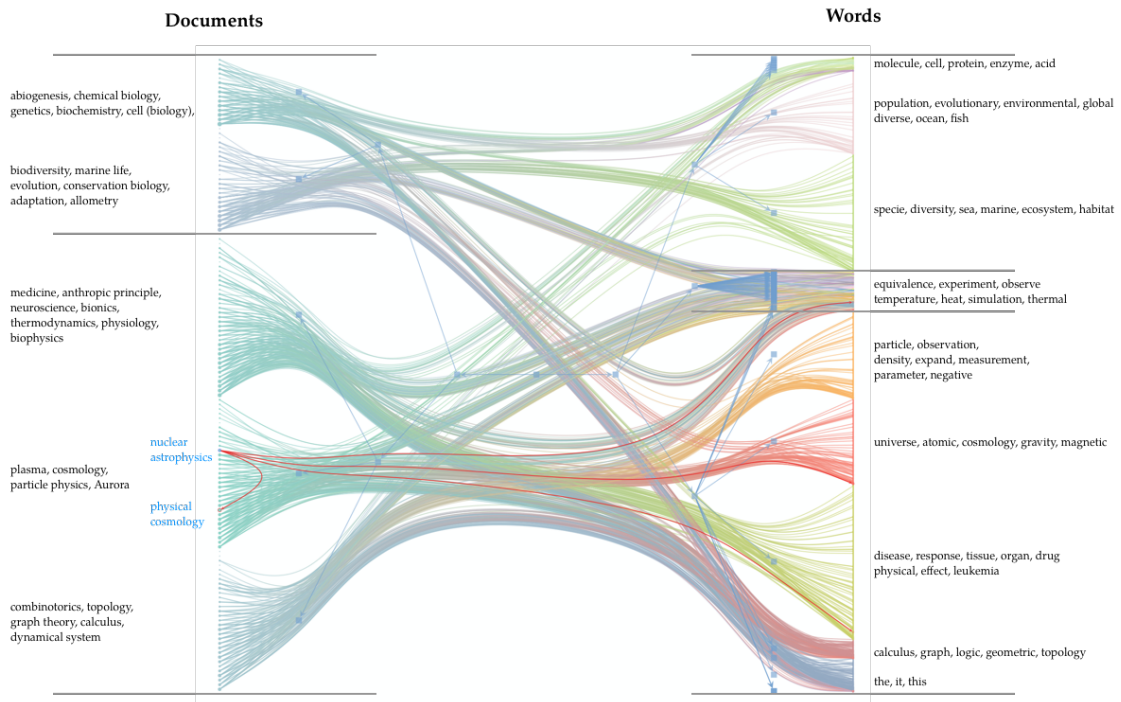 Documents
Words
abiogenesis, chemical biology,
genetics, biochemistry, cell (biology),
biodiversity, marine life,
evolution, conservation biology,
adaptation, allometry
medicine, anthropic principle,
neuroscience, bionics,
thermodynamics, physiology,
biophysics
nuclear
astrophysics
plasma, cosmology,
particle physics, Aurora
physical
cosmology
combinotorics, topology,
graph theory, calculus,
dynamical system
molecule, cell, protein, enzyme, acid
population, evolutionary, environmental, global
diverse, ocean, fish
specie, diversity, sea, marine, ecosystem, habitat
equivalence, experiment, observe
temperature, heat, simulation, thermal
particle, observation,
density, expand, measurement,
parameter, negative
universe, atomic, cosmology, gravity, magnetic
disease, response, tissue, organ, drug
physical, effect, leukemia
calculus, graph, logic, geometric, topology
the, it, this